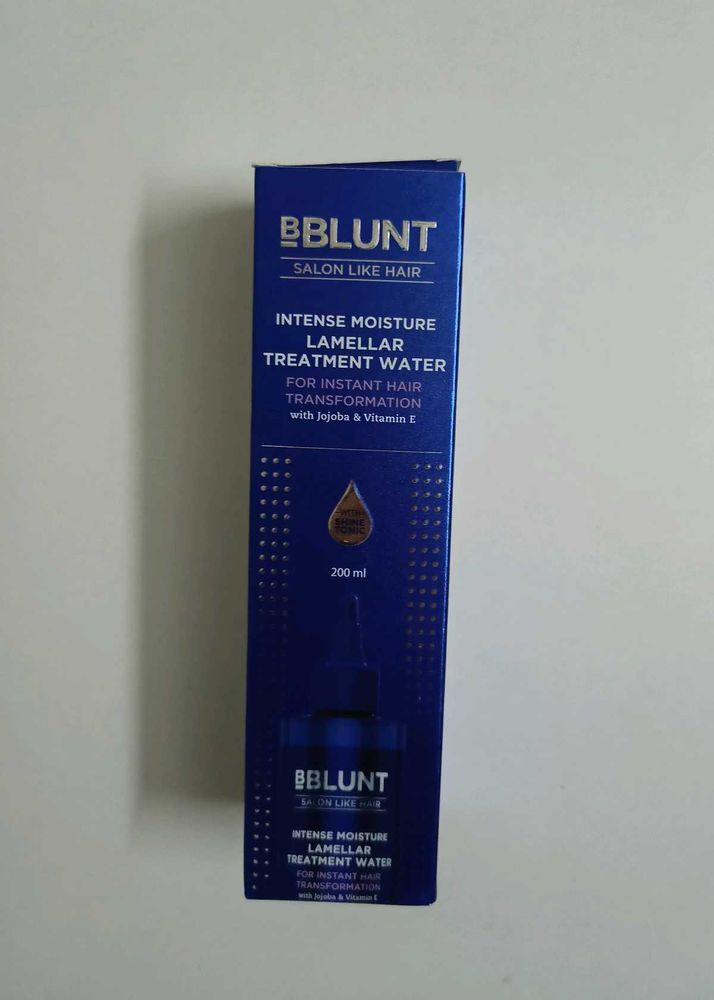 BBLUNT
SALON LIKE HAIR
INTENSE MOISTURE
LAMELLAR
TREATMENT WATER
FOR INSTANT HAIR
TRANSFORMATION
with Jojoba & Vitamin E
WITH
SHINE
TONIC
200 ml
BBLUNT
SALON LIKE HAIR
INTENSE MOISTURE
LAMELLAR
TREATMENT WATER
FOR INSTANT HAIR
TRANSFORMATION
with Jojoba & Vitamin E